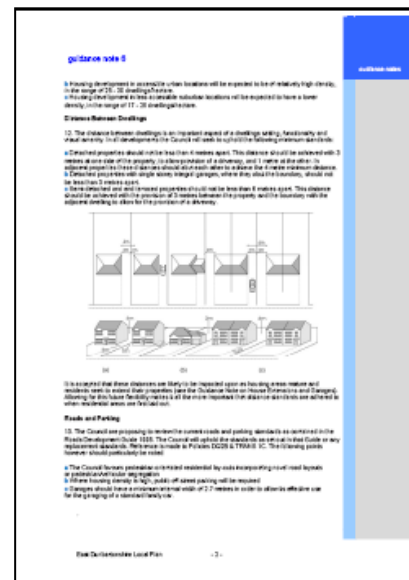 guidance note 6
guidance notes
b Housing development in accessible urban locations will be expected to be of relatively high density,
in the range of 25 - 30 dwellings/hectare.
c Housing development in less accessible suburban locations will be expected to have a lower
density, in the range of 17 - 20 dwellings/hectare.
Distance Between Dwellings
12. The distance between dwellings is an important aspect of a dwellings setting, functionality and
visual amenity. In all developments the Council will seek to uphold the following minimum standards:
a Detached properties should not be less than 4 metres apart. This distance should be achieved with 3
metres at one side of the property, to allow provision of a driveway, and 1 metre at the other. In
adjacent properties these distances should allow each other to achieve the 4 metre minimum distance.
b Detached properties with single storey integral garages, where they abut the boundary, should not
be less than 3 metres apart.
c Semi detached and end terraced properties should not be less than 6 metres apart. This distance
should be achieved with the provision of 3 metres between the property and the boundary with the
adjacent dwelling to allow for the provision of a driveway.
(a) (b) (c)
It is accepted that these distances are likely to be impacted upon as housing areas mature and
residents seek to extend their properties (see the Guidance Note on House Extensions and Garages).
Allowing for this future flexibility makes it all the more important that distance standards are adhered to
when residential areas are first laid out.
Roads and Parking
13. The Council are proposing to review the current roads and parking standards as contained in the
Roads Development Guide The Council will uphold the standards as set out in that Guide or any
replacement standards. Reference is made to Policies The following points
however should particularly be noted:
a The Council favours pedestrian orientated residential layouts incorporating novel road layouts
or pedestrian/vehicular segregation
b Where housing density is high, public off street parking will be required
c Garages should have a minimum internal width of 2.7 metres in order to allow its effective use
for the garaging of a standard family car.
East Dunbartonshire Local Plan - 3 -